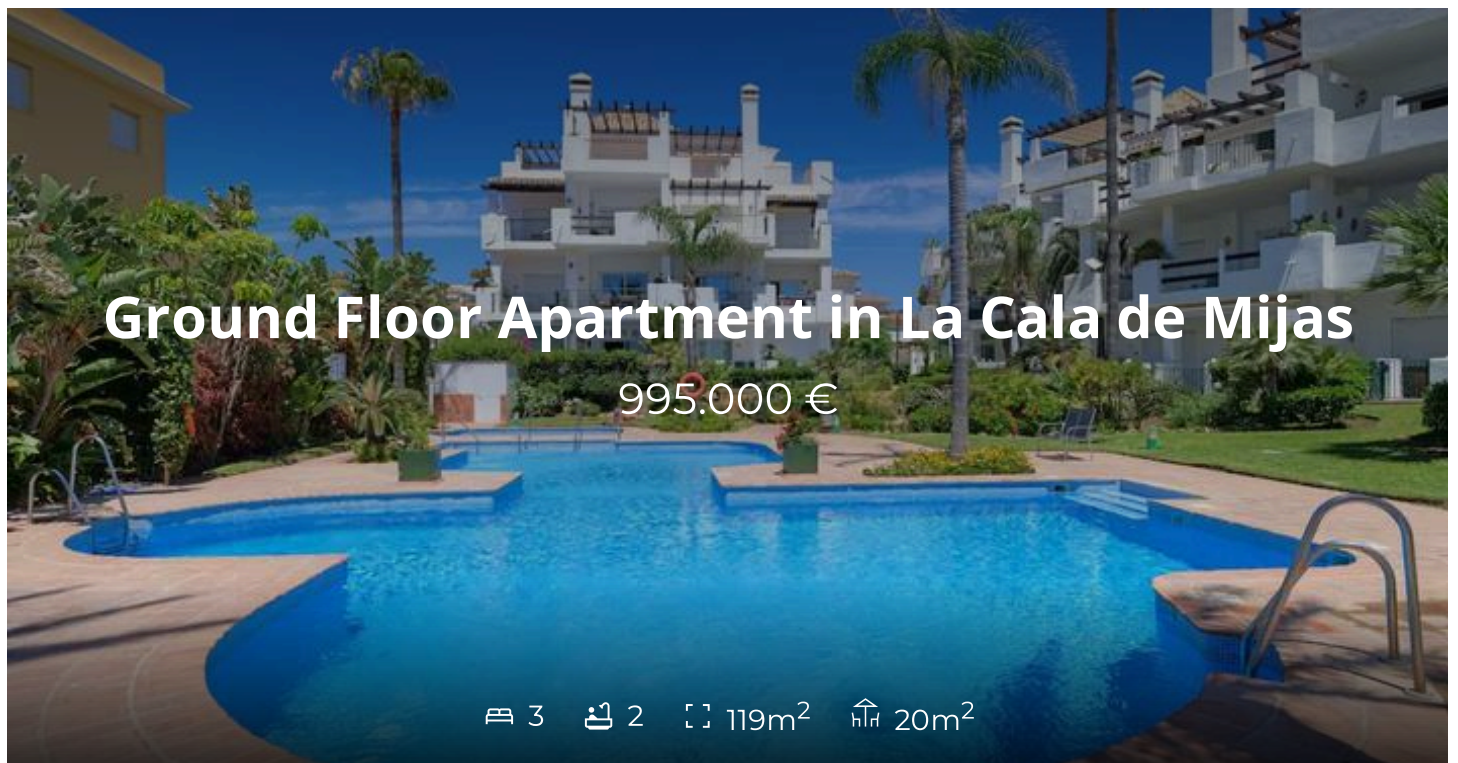 Ground Floor Apartment in La Cala de Mijas
995.000 €
3 2 119m² 20m²